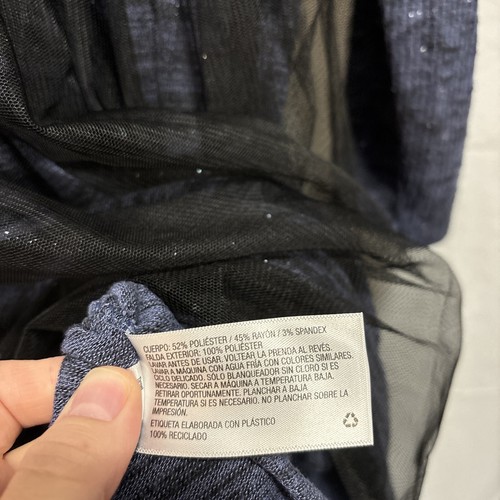 CUERPO: 52% POLIÉSTER / 45% RAYÓN / 3% SPANDEX
FALDA EXTERIOR: 100% POLIÉSTER
LAVAR ANTES DE USAR. VOLTEAR LA PRENDA AL REVÉS.
LAVAR A MÁQUINA CON AGUA FRÍA CON COLORES SIMILARES.
CICLO DELICADO. SÓLO BLANQUEADOR SIN CLORO SI ES
NECESARIO. SECAR A MÁQUINA A TEMPERATURA BAJA.
RETIRAR OPORTUNAMENTE. PLANCHAR A BAJA
TEMPERATURA SI ES NECESARIO. NO PLANCHAR SOBRE LA
IMPRESIÓN.
ETIQUETA ELABORADA CON PLÁSTICO
100% RECICLADO